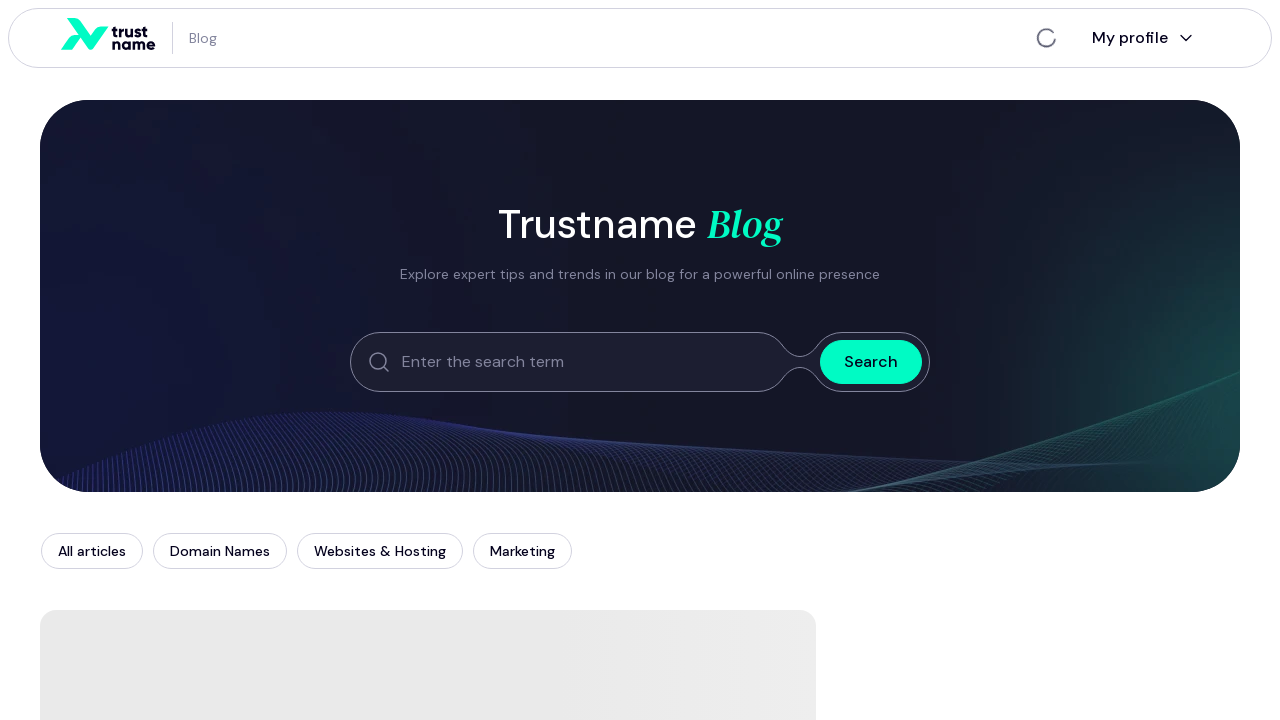 trust
name
Blog
My profile
Trustname Blog
Explore expert tips and trends in our blog for a powerful online presence
Enter the search term
Search
All articles
Domain Names
Websites & Hosting
Marketing